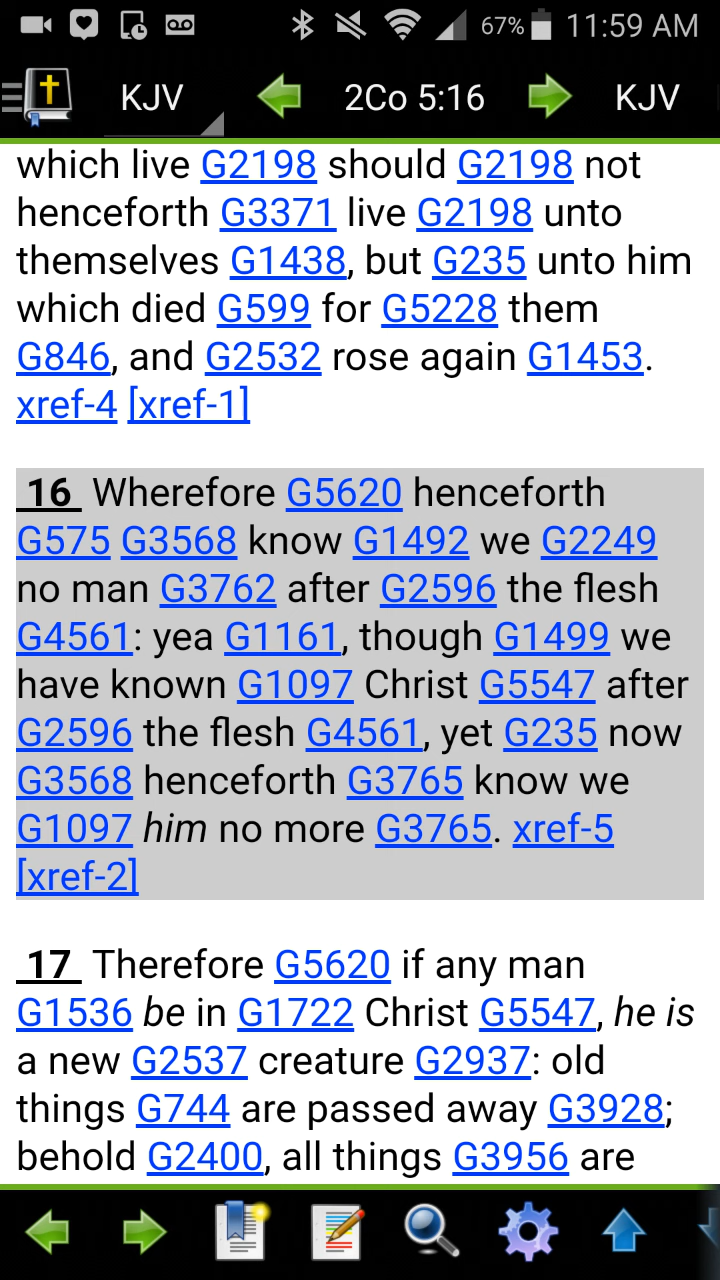 67% 11:59 AM
KJV 2Co 5:16 KJV
which live G2198 should G2198 not
henceforth G3371 live G2198 unto
themselves G1438, but G235 unto him
which died G599 for G5228 them
G846, and G2532 rose again G1453.
xref-4 [xref-1]
16 Wherefore G5620 henceforth
G575 G3568 know G1492 we G2249
no man G3762 after G2596 the flesh
G4561: yea G1161, though G1499 we
have known G1097 Christ G5547 after
G2596 the flesh G4561, yet G235 now
G3568 henceforth G3765 know we
G1097 him no more G3765. xref-5
[xref-2]
17 Therefore G5620 if any man
G1536 be in G1722 Christ G5547, he is
a new G2537 creature G2937: old
things G744 are passed away G3928;
behold G2400, all things G3956 are